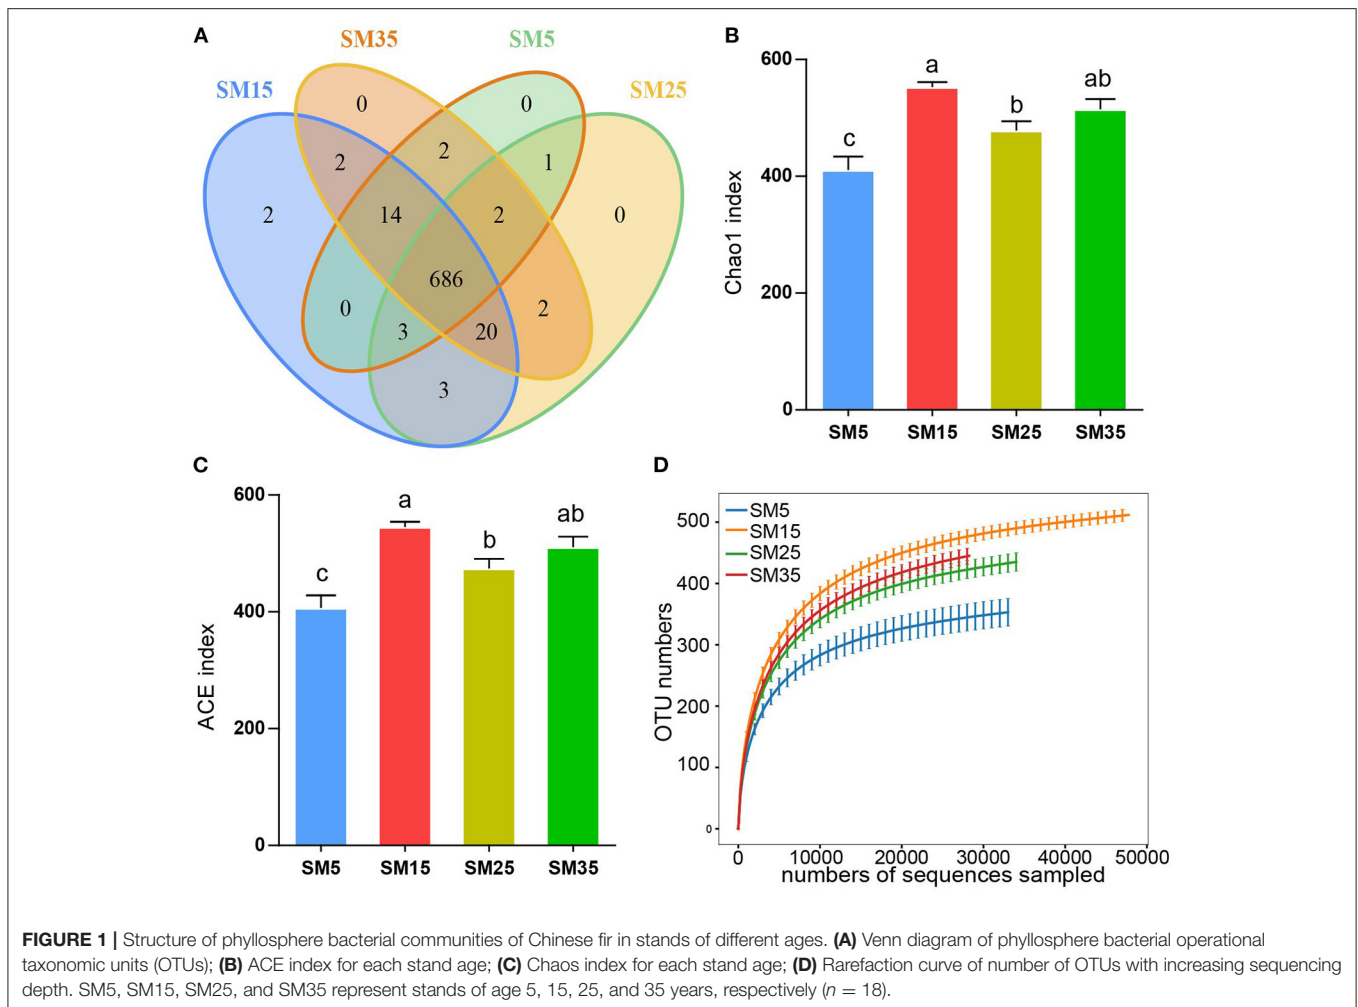 A
SM35
SM5
SM15
SM25
0
0
2
2
1
2
14
2
0
686
0
3
20
2
3
B
600
400
200
0
Chao1 index
c
a
b
ab
SM5
SM15
SM25
SM35
C
600
400
200
0
ACE index
c
a
b
ab
SM5
SM15
SM25
SM35
D
SM5
SM15
SM25
SM35
500
400
300
200
100
0
OTU numbers
0
10000
20000
30000
40000
50000
numbers of sequences sampled
FIGURE 1 | Structure of phyllosphere bacterial communities of Chinese fir in stands of different ages. (A) Venn diagram of phyllosphere bacterial operational
taxonomic units (OTUs); (B) ACE index for each stand age; (C) Chaos index for each stand age; (D) Rarefaction curve of number of OTUs with increasing sequencing
depth. SM5, SM15, SM25, and SM35 represent stands of age 5, 15, 25, and 35 years, respectively (n = 18).